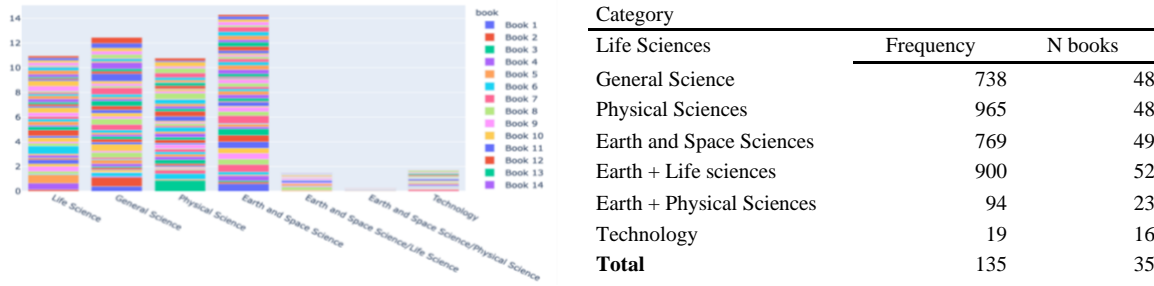 book
14
12
10
8
6
4
2
0
Book 1
Book 2
Book 3
Book 4
Book 5
Book 6
Book 7
Book 8
Book 9
Book 10
Book 11
Book 12
Book 13
Book 14
Life Science
General Science
Physical Science
Earth and Space Science
Earth and Space Science/Life Science
Earth and Space Science/Physical Science
Technology
Category
Life Sciences Frequency N books
General Science 738 48
Physical Sciences 965 48
Earth and Space Sciences 769 49
Earth + Life sciences 900 52
Earth + Physical Sciences 94 23
Technology 19 16
Total 135 35